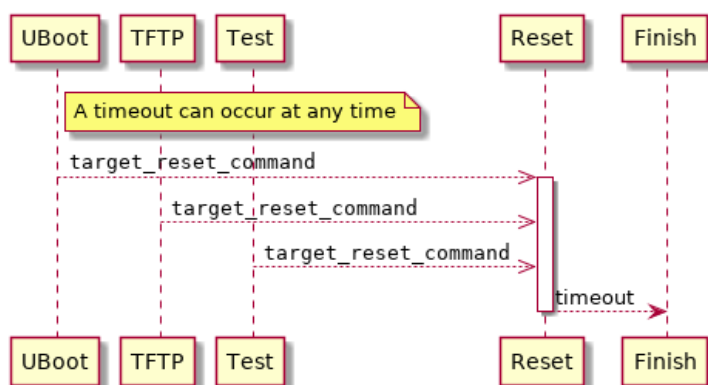 UBoot TFTP Test Reset Finish
A timeout can occur at any time
target_reset_command
target_reset_command
target_reset_command
timeout
UBoot TFTP Test Reset Finish